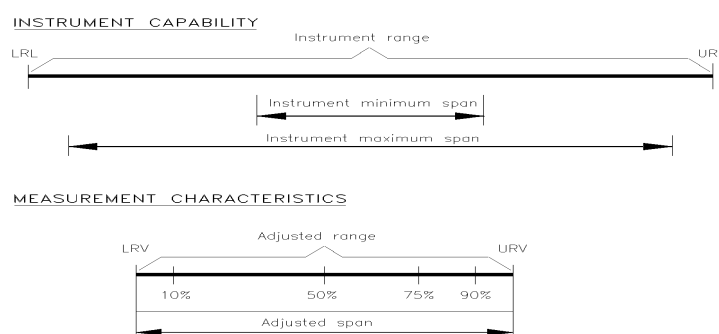 INSTRUMENT CAPABILITY
Instrument range
LRL
UR
Instrument minimum span
Instrument maximum span
MEASUREMENT CHARACTERISTICS
Adjusted range
LRV
URV
10% 50% 75% 90%
Adjusted span